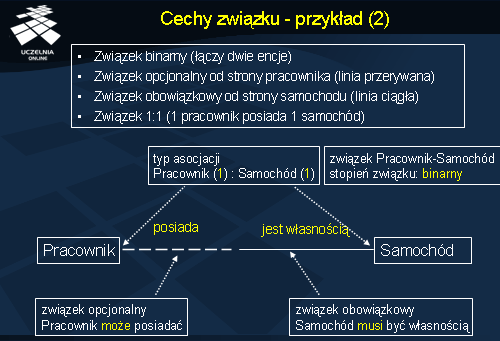 Cechy związku - przykład (2)
UCZELNIA
ONLINE
• Związek binarny (łączy dwie encje)
• Związek opcjonalny od strony pracownika (linia przerywana)
• Związek obowiązkowy od strony samochodu (linia ciągła)
• Związek 1:1 (1 pracownik posiada 1 samochód)
typ asocjacji
Pracownik (1) : Samochód (1)
związek Pracownik-Samochód
stopień związku: binarny
posiada
jest własnością
Pracownik
Samochód
związek opcjonalny
Pracownik może posiadać
związek obowiązkowy
Samochód musi być własnością